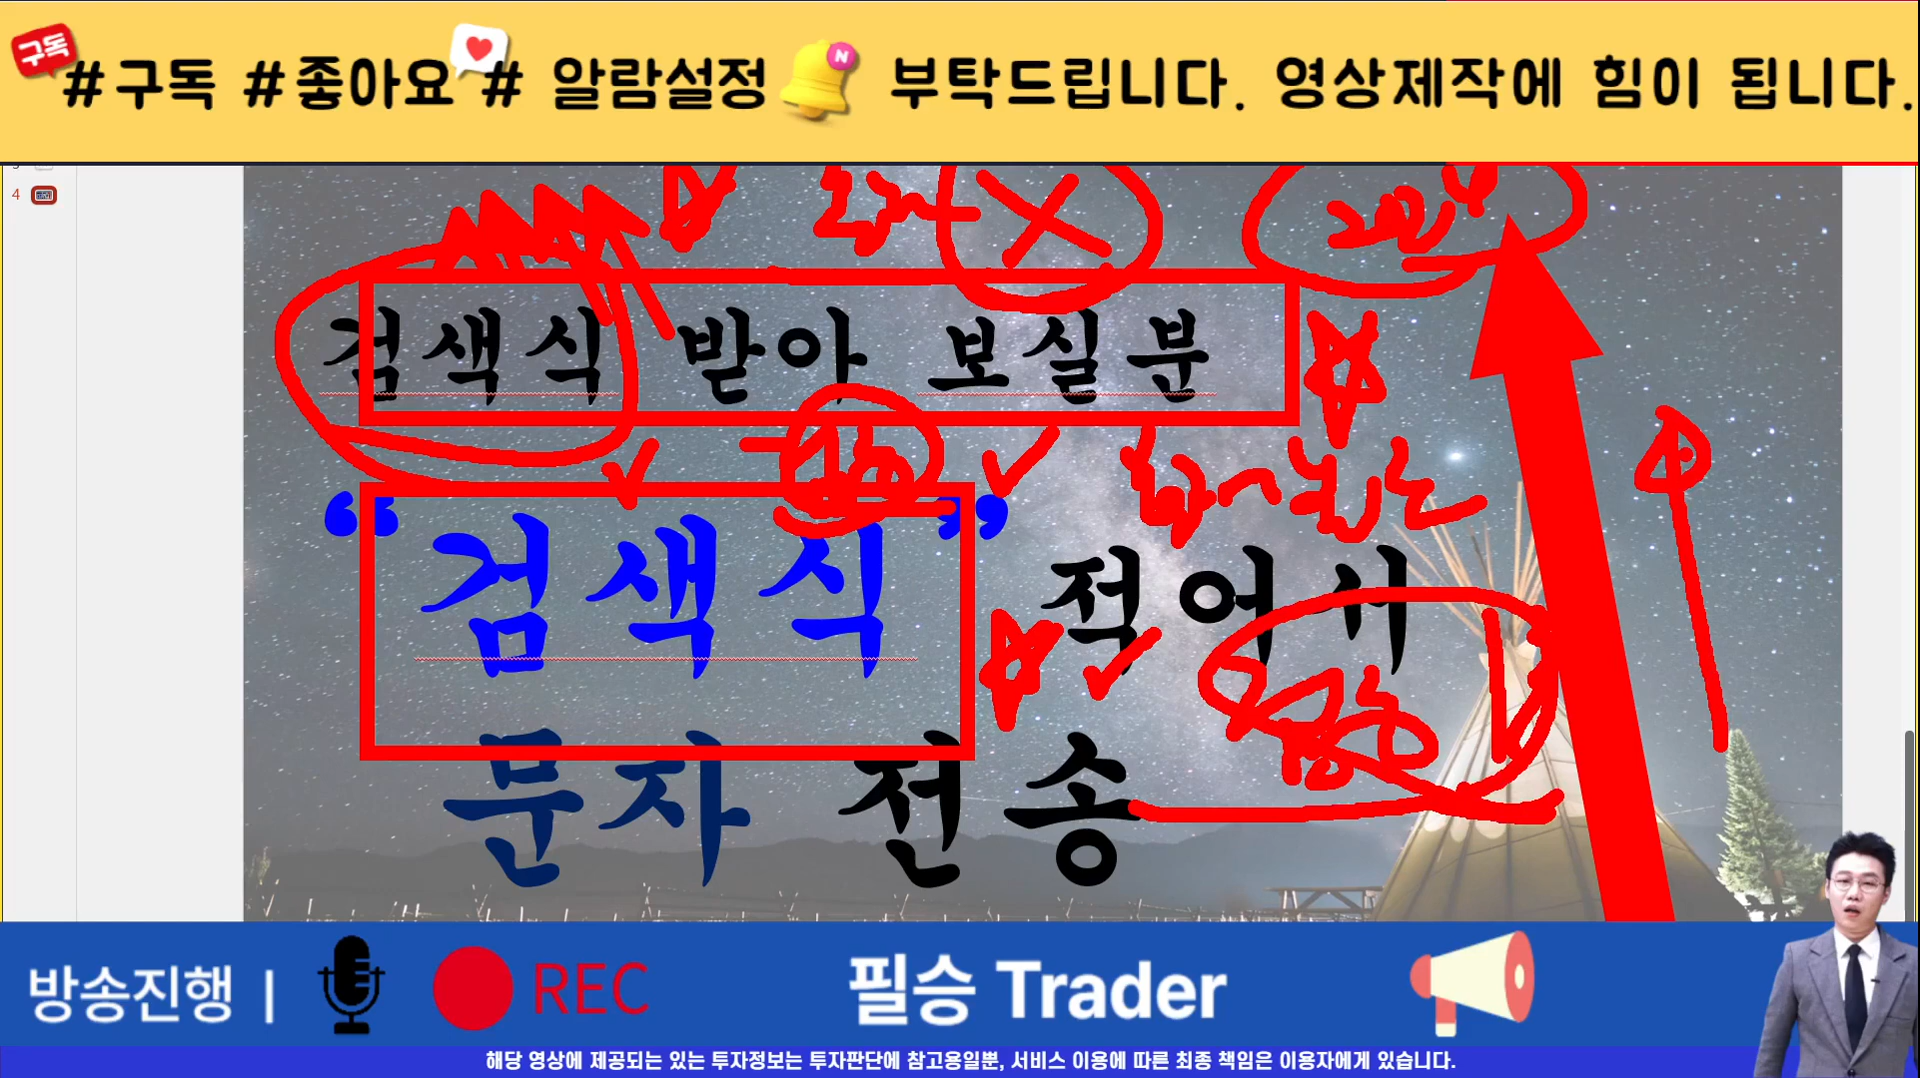 구독
#구독 #좋아요 # 알람설정 N 부탁드립니다. 영상제작에 힘이 됩니다.
4
검색식 받아 보실분
“검색식” 적어서
문자 전송
방송진행 | REC 필승 Trader
해당 영상에 제공되는 있는 투자정보는 투자판단에 참고용일뿐, 서비스 이용에 따른 최종 책임은 이용자에게 있습니다.